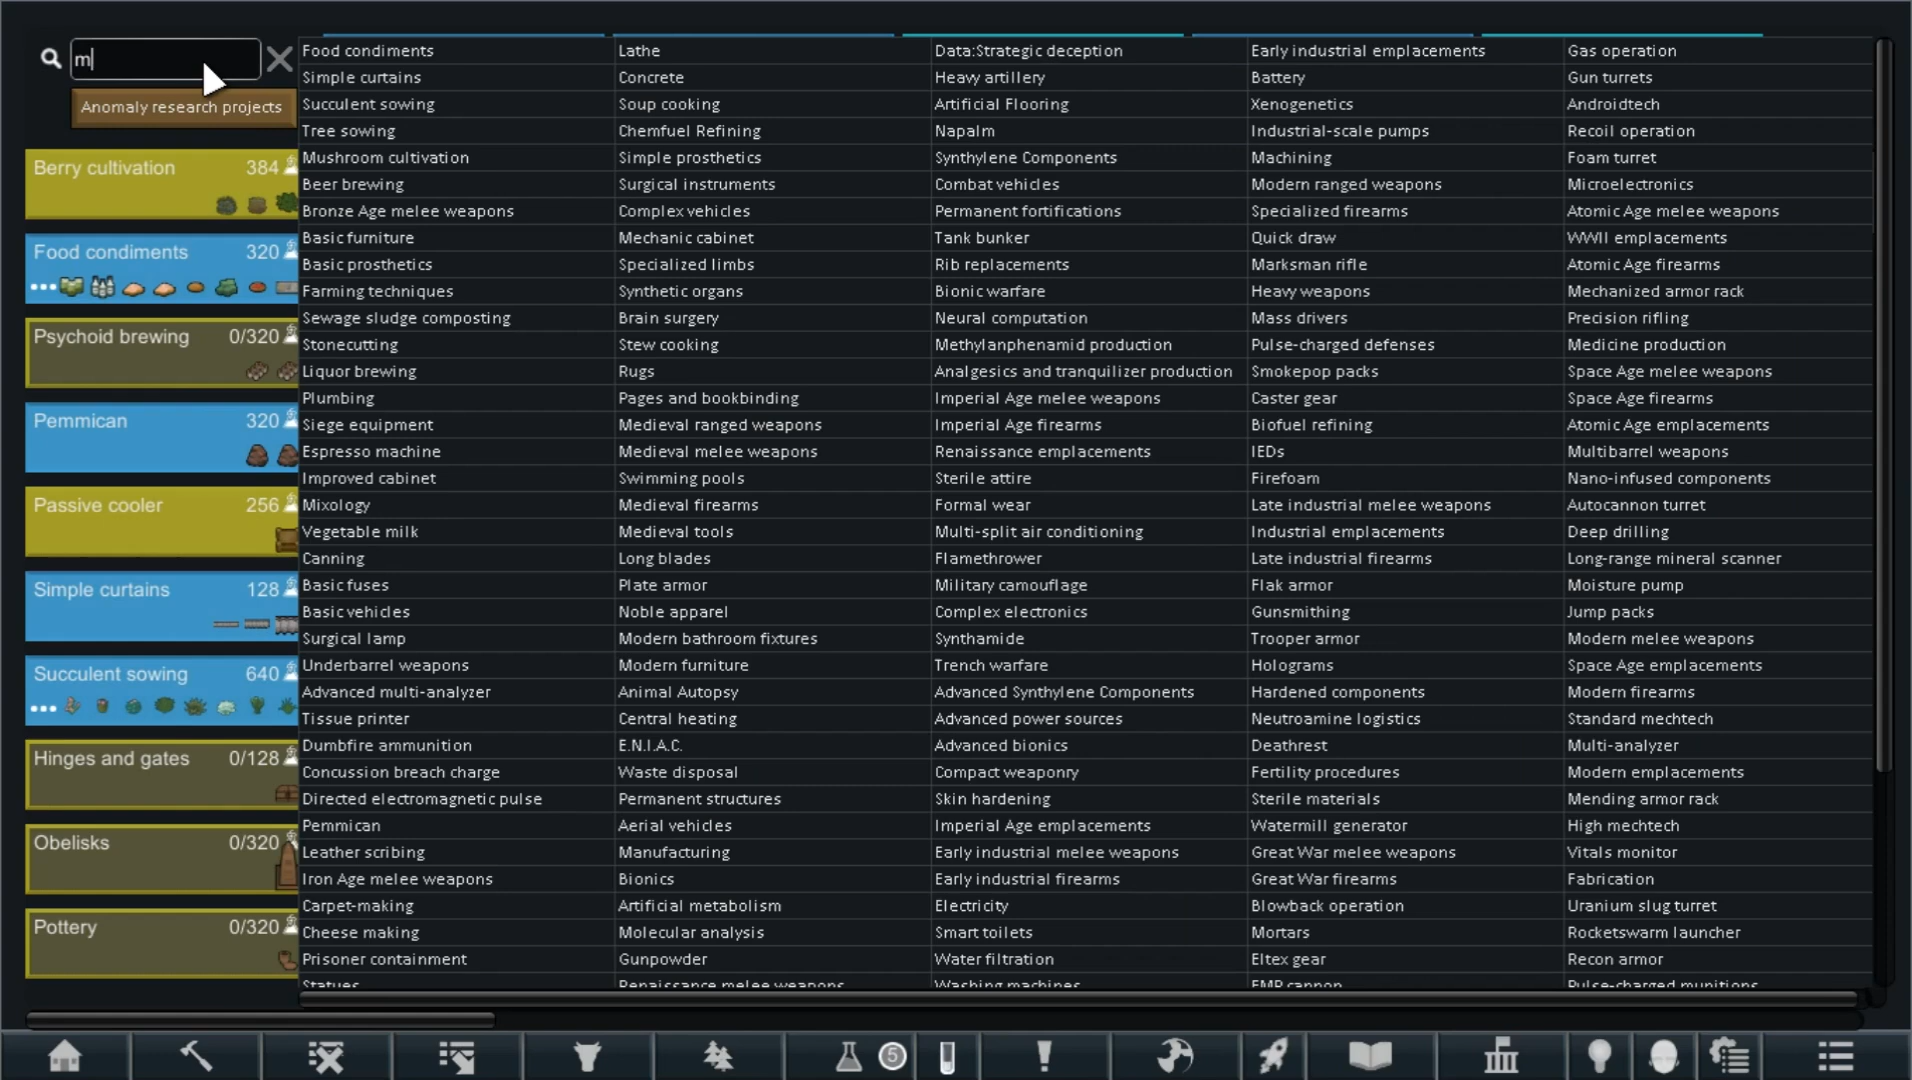 m
Anomaly research projects
Berry cultivation 384
Food condiments 320
Psychoid brewing 0/320
Pemmican 320
Passive cooler 256
Simple curtains 128
Succulent sowing 640
Hinges and gates 0/128
Obelisks 0/320
Pottery 0/320
Food condiments
Simple curtains
Succulent sowing
Tree sowing
Mushroom cultivation
Beer brewing
Bronze Age melee weapons
Basic furniture
Basic prosthetics
Farming techniques
Sewage sludge composting
Stonecutting
Liquor brewing
Plumbing
Siege equipment
Espresso machine
Improved cabinet
Mixology
Vegetable milk
Canning
Basic fuses
Basic vehicles
Surgical lamp
Underbarrel weapons
Advanced multi-analyzer
Tissue printer
Dumbfire ammunition
Concussion breach charge
Directed electromagnetic pulse
Pemmican
Leather scribing
Iron Age melee weapons
Carpet-making
Cheese making
Prisoner containment
Statues
Lathe
Concrete
Soup cooking
Chemfuel Refining
Simple prosthetics
Surgical instruments
Complex vehicles
Mechanic cabinet
Specialized limbs
Synthetic organs
Brain surgery
Stew cooking
Rugs
Pages and bookbinding
Medieval ranged weapons
Medieval melee weapons
Swimming pools
Medieval firearms
Medieval tools
Long blades
Plate armor
Noble apparel
Modern bathroom fixtures
Modern furniture
Animal Autopsy
Central heating
E.N.I.A.C.
Waste disposal
Permanent structures
Aerial vehicles
Manufacturing
Bionics
Artificial metabolism
Molecular analysis
Gunpowder
Renaissance melee weapons
Data:Strategic deception
Heavy artillery
Artificial Flooring
Napalm
Synthylene Components
Combat vehicles
Permanent fortifications
Tank bunker
Rib replacements
Bionic warfare
Neural computation
Methylanphenamid production
Analgesics and tranquilizer production
Imperial Age melee weapons
Imperial Age firearms
Renaissance emplacements
Sterile attire
Formal wear
Multi-split air conditioning
Flamethrower
Military camouflage
Complex electronics
Synthamide
Trench warfare
Advanced Synthylene Components
Advanced power sources
Advanced bionics
Compact weaponry
Skin hardening
Imperial Age emplacements
Early industrial melee weapons
Early industrial firearms
Electricity
Smart toilets
Water filtration
Washing machines
Early industrial emplacements
Battery
Xenogenetics
Industrial-scale pumps
Machining
Modern ranged weapons
Specialized firearms
Quick draw
Marksman rifle
Heavy weapons
Mass drivers
Pulse-charged defenses
Smokepop packs
Caster gear
Biofuel refining
IEDs
Firefoam
Late industrial melee weapons
Industrial emplacements
Late industrial firearms
Flak armor
Gunsmithing
Trooper armor
Holograms
Hardened components
Neutroamine logistics
Deathrest
Fertility procedures
Sterile materials
Watermill generator
Great War melee weapons
Great War firearms
Blowback operation
Mortars
Eltex gear
EMP cannon
Gas operation
Gun turrets
Androidtech
Recoil operation
Foam turret
Microelectronics
Atomic Age melee weapons
WWII emplacements
Atomic Age firearms
Mechanized armor rack
Precision rifling
Medicine production
Space Age melee weapons
Space Age firearms
Atomic Age emplacements
Multibarrel weapons
Nano-infused components
Autocannon turret
Deep drilling
Long-range mineral scanner
Moisture pump
Jump packs
Modern melee weapons
Space Age emplacements
Modern firearms
Standard mechtech
Multi-analyzer
Modern emplacements
Mending armor rack
High mechtech
Vitals monitor
Fabrication
Uranium slug turret
Rocketswarm launcher
Recon armor
Pulse-charged munitions
5